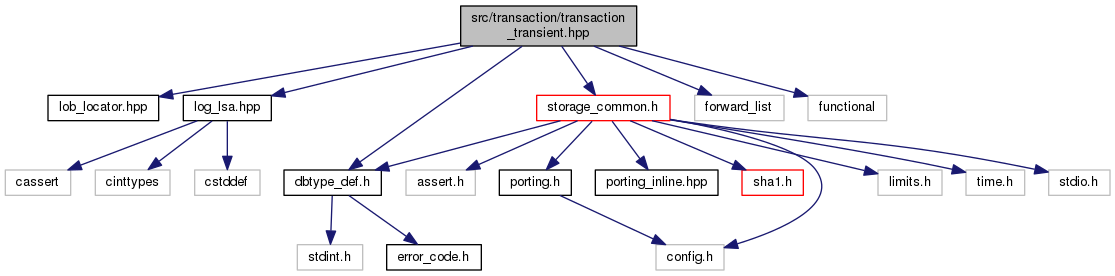 src/transaction/transaction
_transient.hpp
lob_locator.hpp
log_lsa.hpp
storage_common.h
forward_list
functional
cassert
cinttypes
cstddef
dbtype_def.h
assert.h
porting.h
porting_inline.hpp
sha1.h
limits.h
time.h
stdio.h
stdint.h
error_code.h
config.h